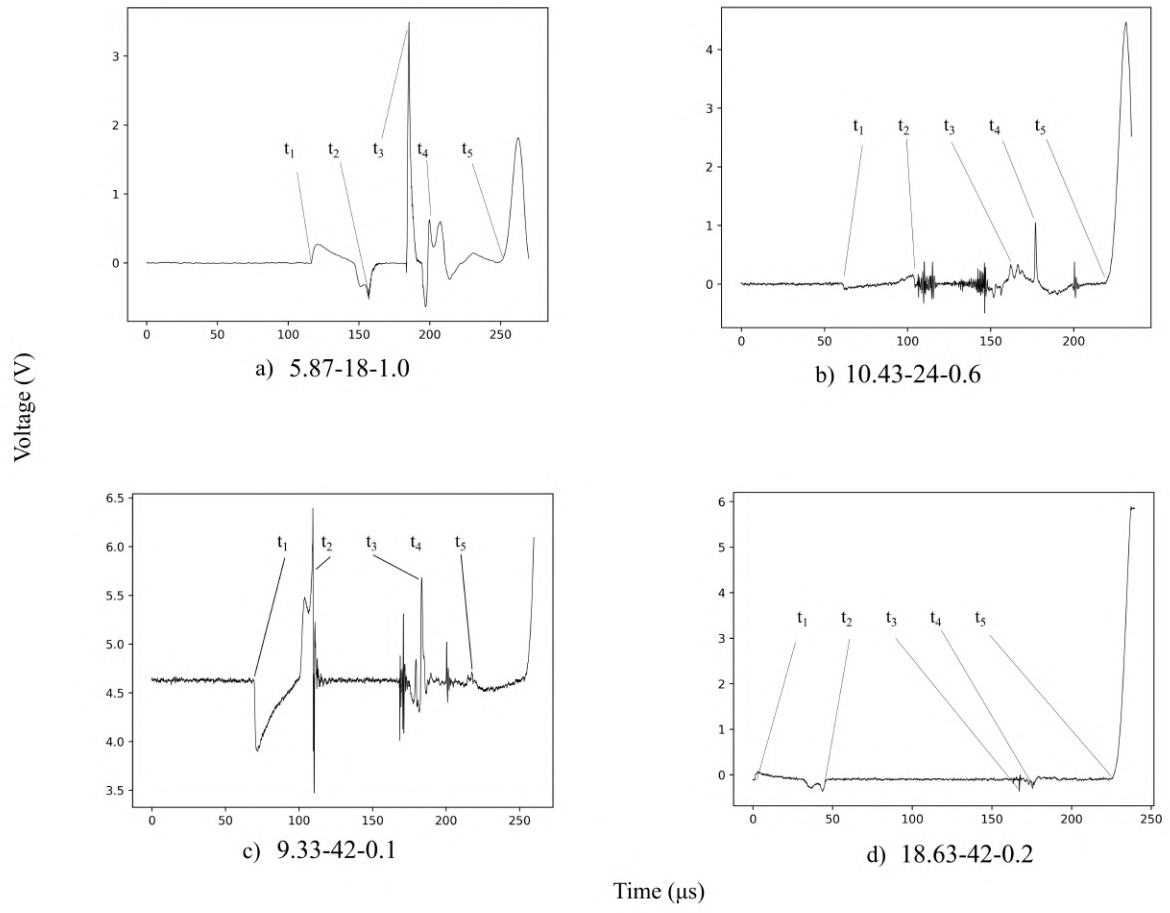 3
2
1
0
t1 t2 t3 t4 t5
0 50 100 150 200 250
a) 5.87-18-1.0
4
3
2
1
0
t1 t2 t3 t4 t5
0 50 100 150 200
b) 10.43-24-0.6
Voltage (V)
6.5
6.0
5.5
5.0
4.5
4.0
3.5
t1 t2 t3 t4 t5
0 50 100 150 200 250
c) 9.33-42-0.1
6
5
4
3
2
1
0
t1 t2 t3 t4 t5
0 50 100 150 200 250
d) 18.63-42-0.2
Time (μs)